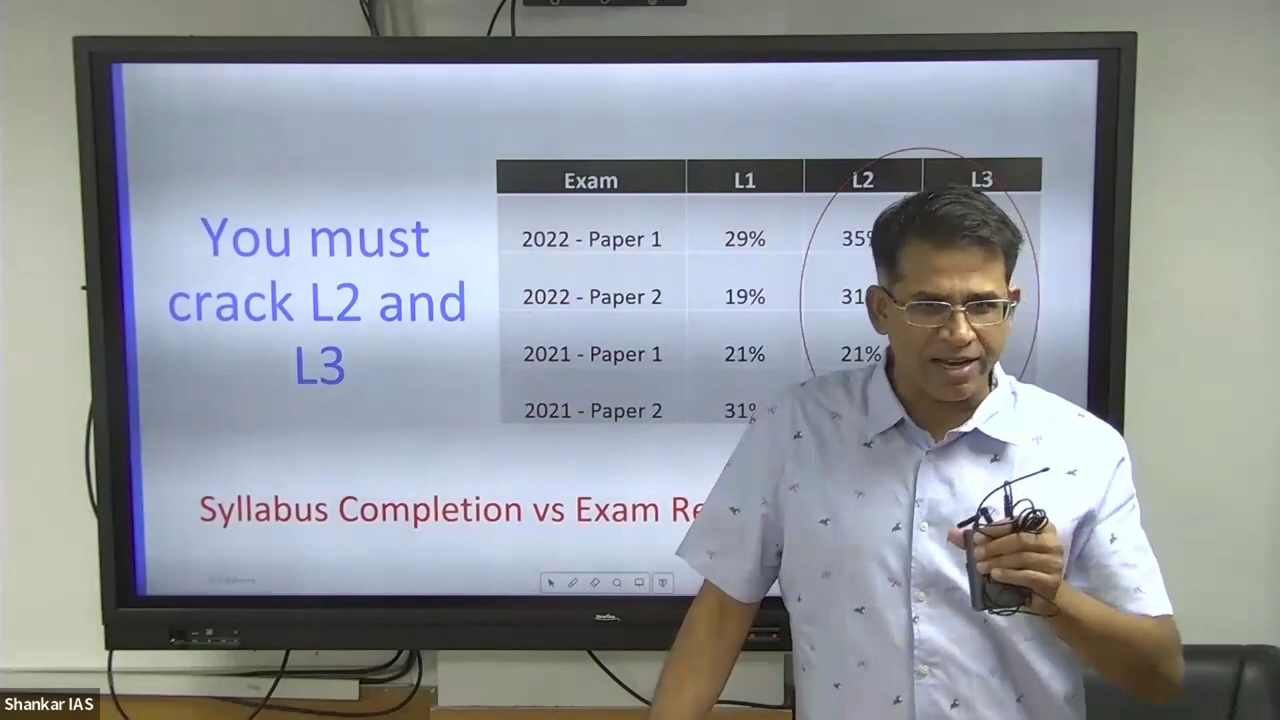 You must
crack L2 and
L3
Exam L1 L2 L3
2022 - Paper 1 29% 35%
2022 - Paper 2 19% 31
2021 - Paper 1 21% 21%
2021 - Paper 2 31%
Syllabus Completion vs Exam Re
Shankar IAS